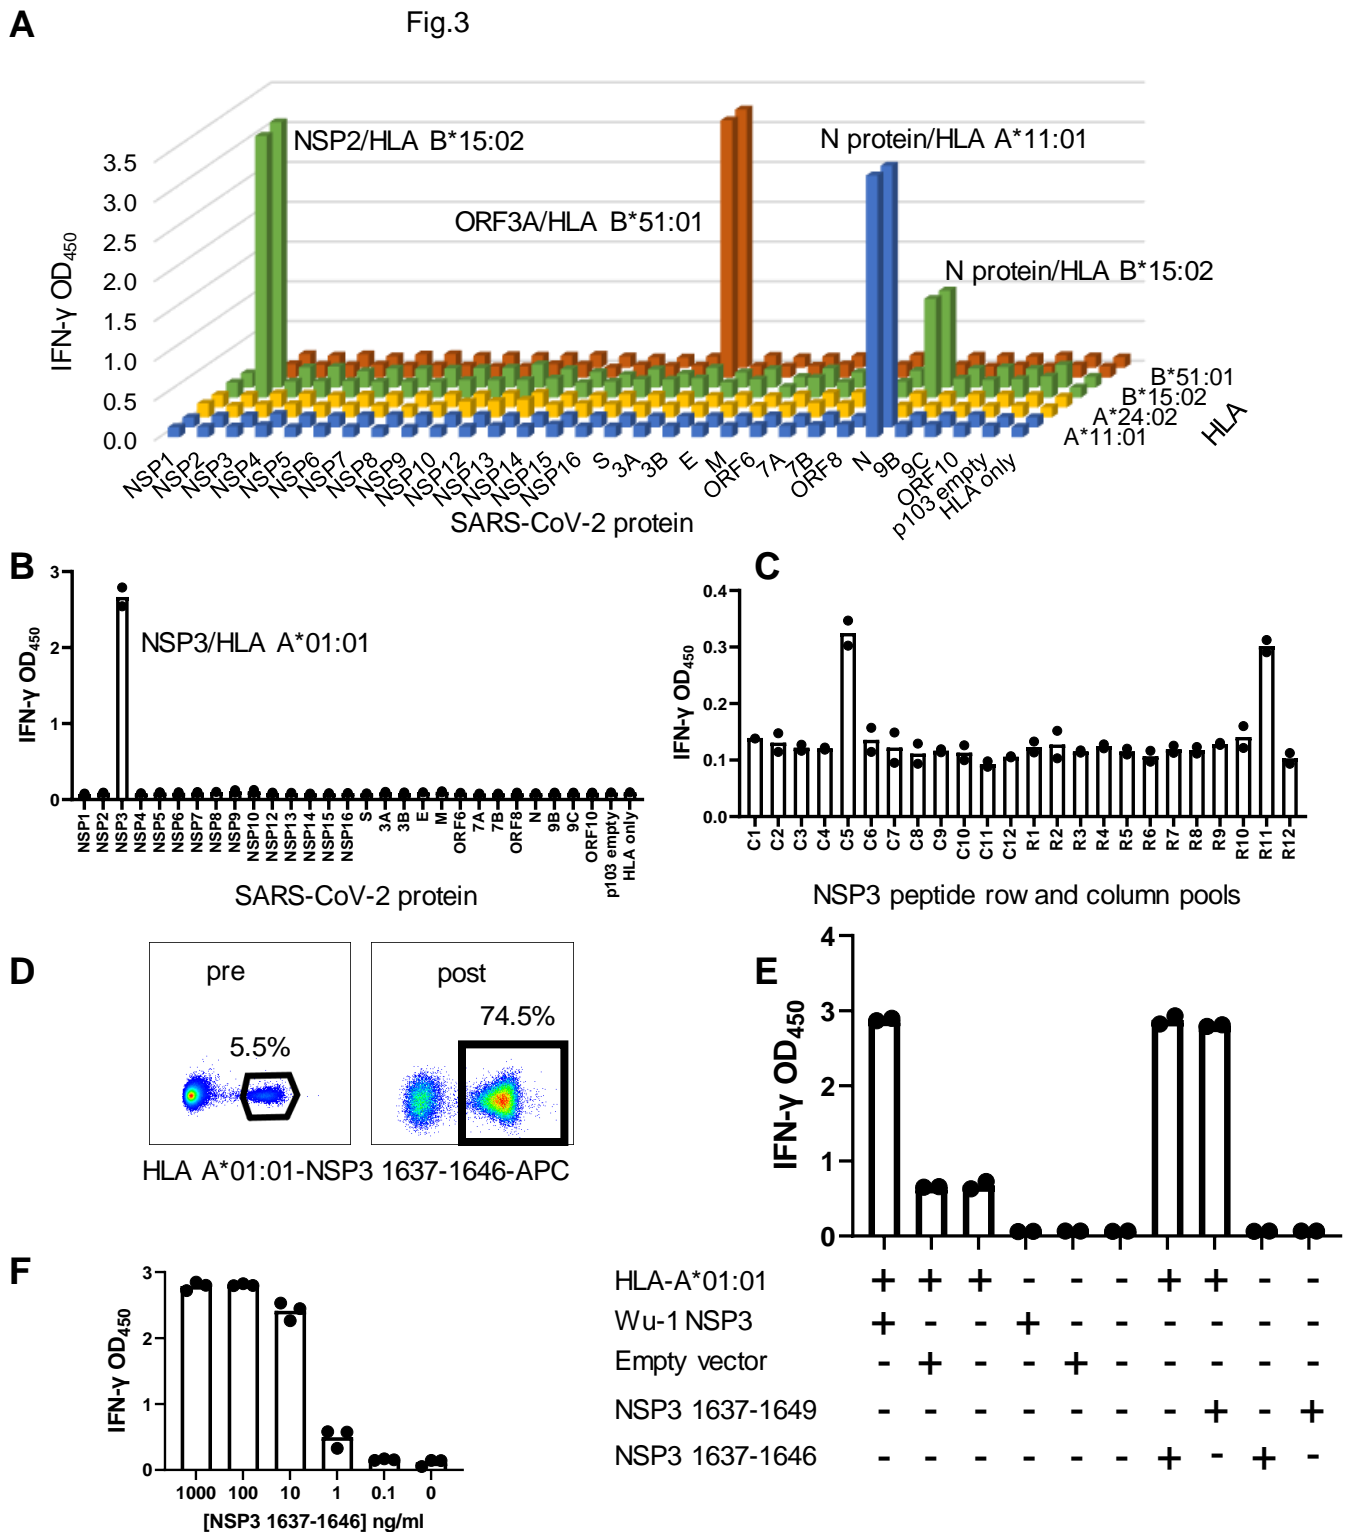 A
Fig.3
NSP2/HLA B*15:02
N protein/HLA A*11:01
ORF3A/HLA B*51:01
N protein/HLA B*15:02
IFN-γ OD450
3.5
3.0
2.5
2.0
1.5
1.0
0.5
0.0
B*51:01
B*15:02
A*24:02
A*11:01
HLA
NSP1
NSP2
NSP3
NSP4
NSP5
NSP6
NSP7
NSP8
NSP9
NSP10
NSP12
NSP13
NSP14
NSP15
NSP16
S
3A
3B
E
M
ORF6
7A
7B
ORF8
N
9B
9C
ORF10
p103 empty
HLA only
SARS-CoV-2 protein
B
IFN-γ OD450
3
2
1
0
NSP3/HLA A*01:01
NSP1
NSP2
NSP3
NSP4
NSP5
NSP6
NSP7
NSP8
NSP9
NSP10
NSP12
NSP13
NSP14
NSP15
NSP16
S
3A
3B
E
M
ORF6
7A
7B
ORF8
N
9B
9C
ORF10
p103 empty
HLA only
SARS-CoV-2 protein
C
IFN-γ OD450
0.4
0.3
0.2
0.1
0.0
C1
C2
C3
C4
C5
C6
C7
C8
C9
C10
C11
C12
R1
R2
R3
R4
R5
R6
R7
R8
R9
R10
R11
R12
NSP3 peptide row and column pools
D
pre
5.5%
post
74.5%
HLA A*01:01-NSP3 1637-1646-APC
E
IFN-γ OD450
4
3
2
1
0
HLA-A*01:01 + + + - - - + + - -
Wu-1 NSP3 + - - + - - - - - -
Empty vector - + - - + - - - - -
NSP3 1637-1649 - - - - - - - + - +
NSP3 1637-1646 - - - - - - + - + -
F
IFN-γ OD450
3
2
1
0
1000 100 10 1 0.1 0
[NSP3 1637-1646] ng/ml